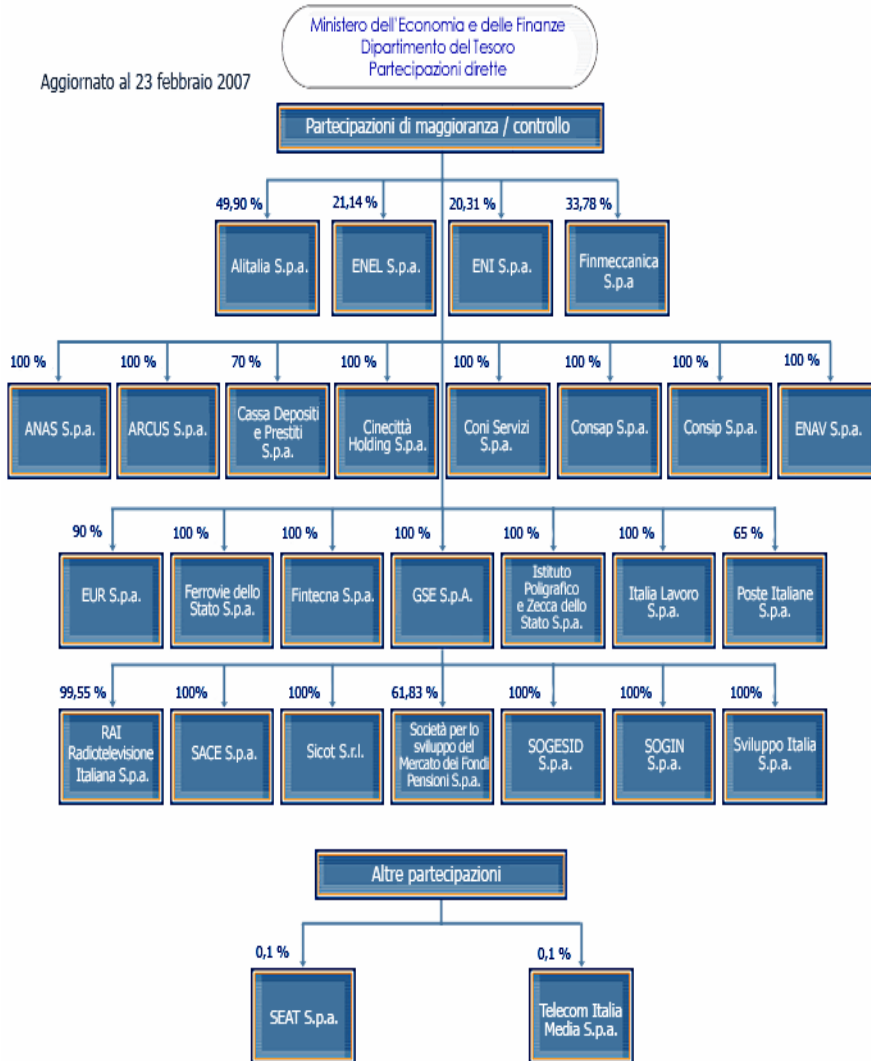 Ministero dell'Economia e delle Finanze
Dipartimento del Tesoro
Partecipazioni dirette
Aggiornato al 23 febbraio 2007
Partecipazioni di maggioranza / controllo
49,90 %
21,14 %
20,31 %
33,78 %
Alitalia S.p.a.
ENEL S.p.a.
ENI S.p.a.
Finmeccanica
S.p.a
100 %
100 %
70 %
100 %
100 %
100 %
100 %
100 %
ANAS S.p.a.
ARCUS S.p.a.
Cassa Depositi
e Prestiti
S.p.a.
Cinecittà
Holding S.p.a.
Coni Servizi
S.p.a.
Consap S.p.a.
Consip S.p.a.
ENAV S.p.a.
90 %
100 %
100 %
100 %
100 %
100 %
65 %
EUR S.p.a.
Ferrovie dello
Stato S.p.a.
Fintecna S.p.a.
GSE S.p.A.
Istituto
Poligrafico
e Zecca dello
Stato S.p.a.
Italia Lavoro
S.p.a.
Poste Italiane
S.p.a.
99,55 %
100%
100%
61,83 %
100%
100%
100%
RAI
Radiotelevisione
Italiana S.p.a.
SACE S.p.a.
Sicot S.r.l.
Società per lo
sviluppo del
Mercato dei Fondi
Pensioni S.p.a.
SOGESID
S.p.a.
SOGIN
S.p.a.
Sviluppo Italia
S.p.a.
Altre partecipazioni
0,1 %
0,1 %
SEAT S.p.a.
Telecom Italia
Media S.p.a.